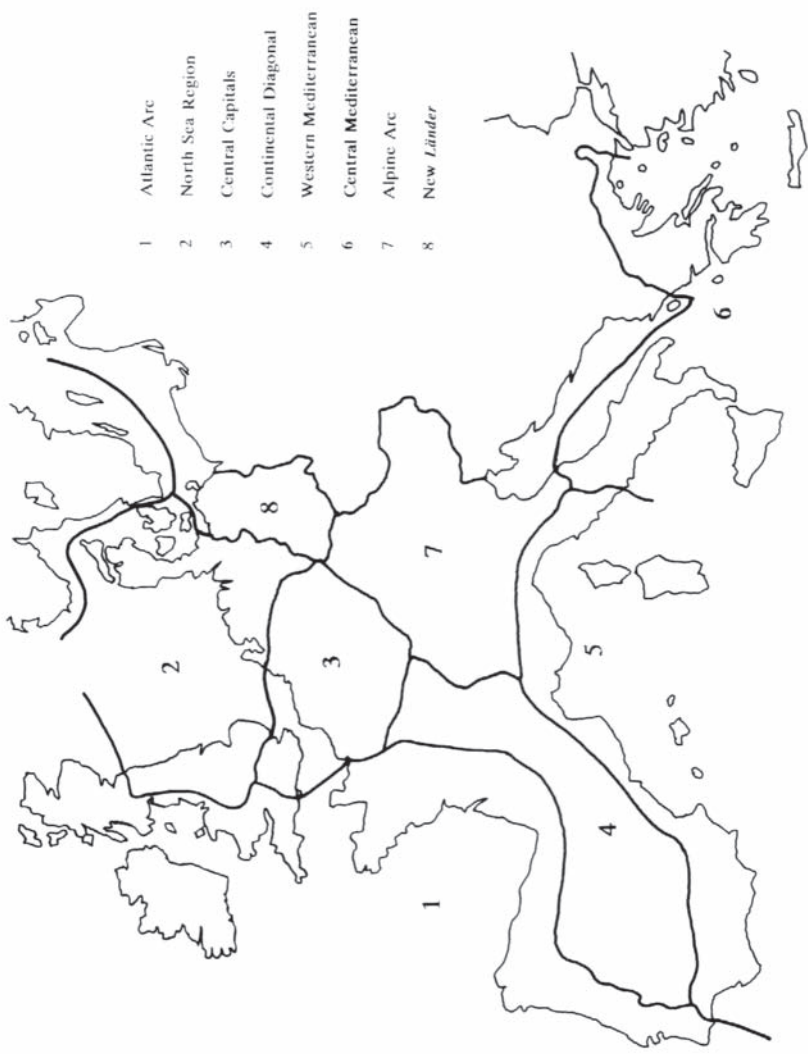 1 Atlantic Arc
2 North Sea Region
3 Central Capitals
4 Continental Diagonal
5 Western Mediterranean
6 Central Mediterranean
7 Alpine Arc
8 New Länder
2
8
3
7
1
4
5
6